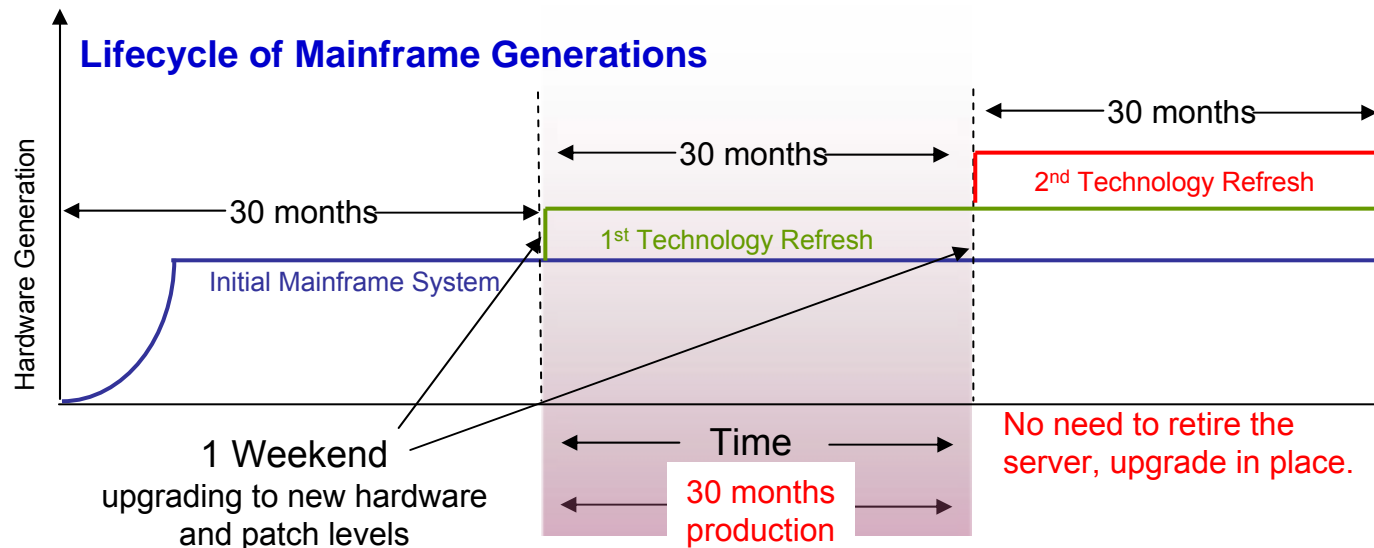 Lifecycle of Mainframe Generations
Hardware Generation
30 months
30 months
30 months
2nd Technology Refresh
1st Technology Refresh
Initial Mainframe System
1 Weekend
upgrading to new hardware
and patch levels
Time
30 months
production
No need to retire the
server, upgrade in place.